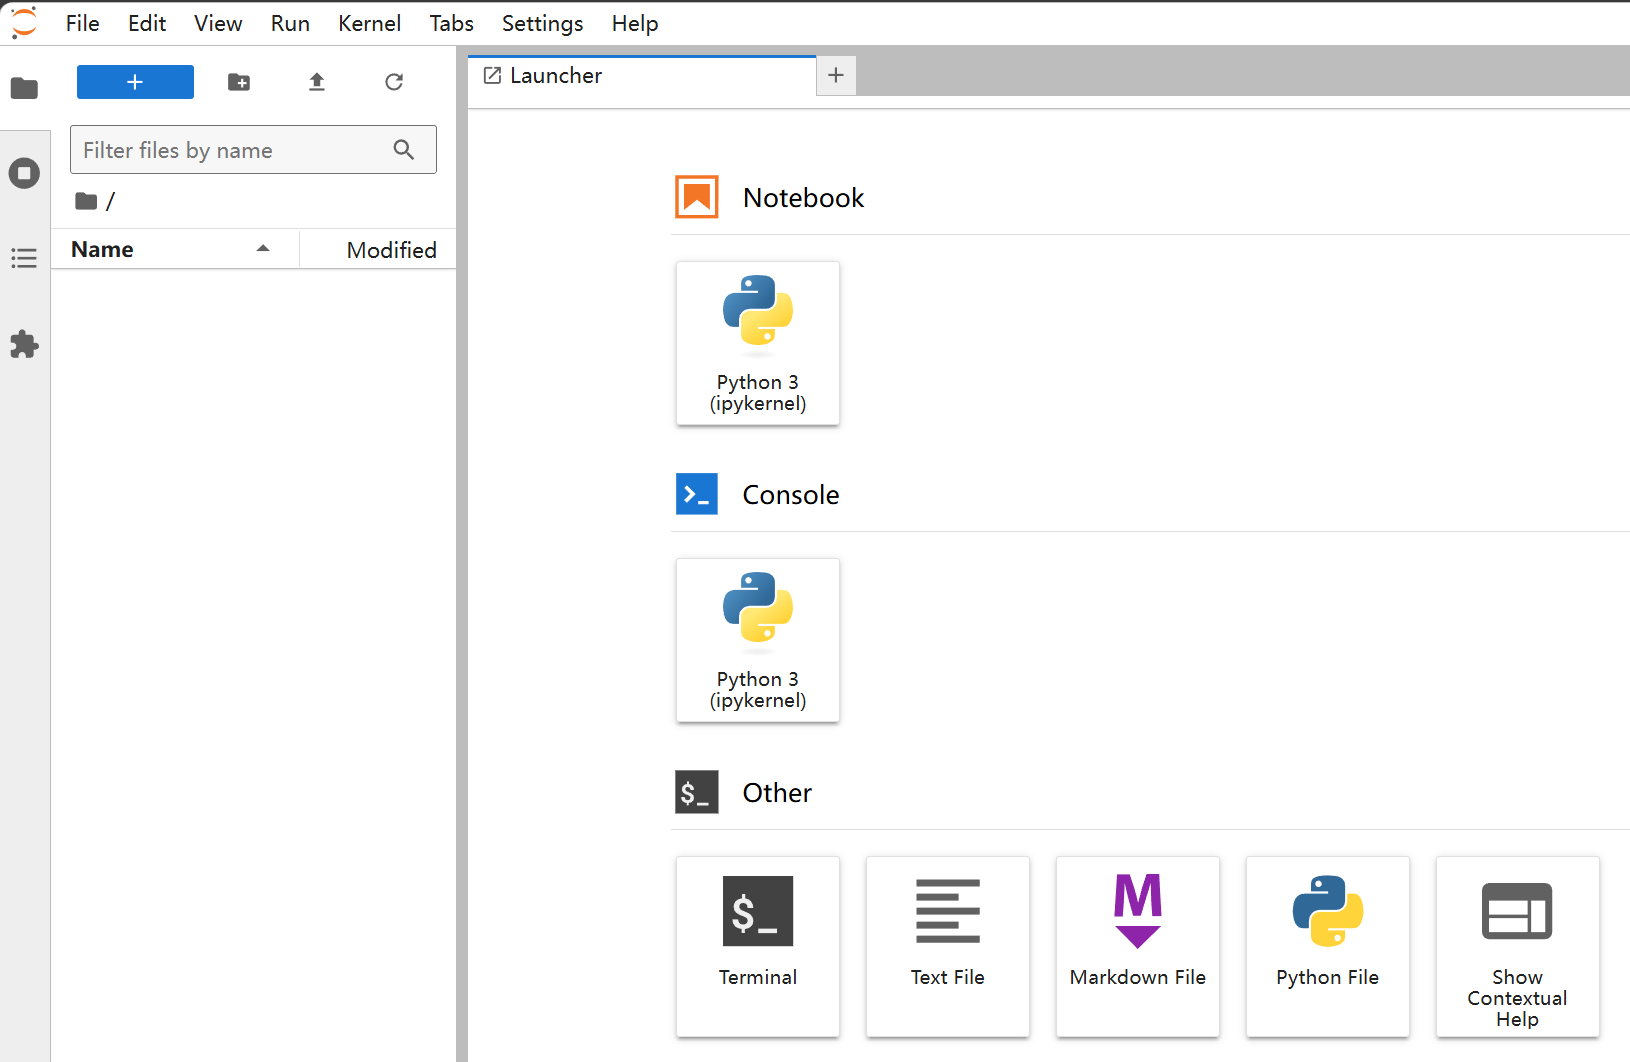 File Edit View Run Kernel Tabs Settings Help
Launcher
Filter files by name
/
Name Modified
Notebook
Python 3
(ipykernel)
Console
Python 3
(ipykernel)
$_ Other
$_
M
Terminal
Text File
Markdown File
Python File
Show
Contextual
Help